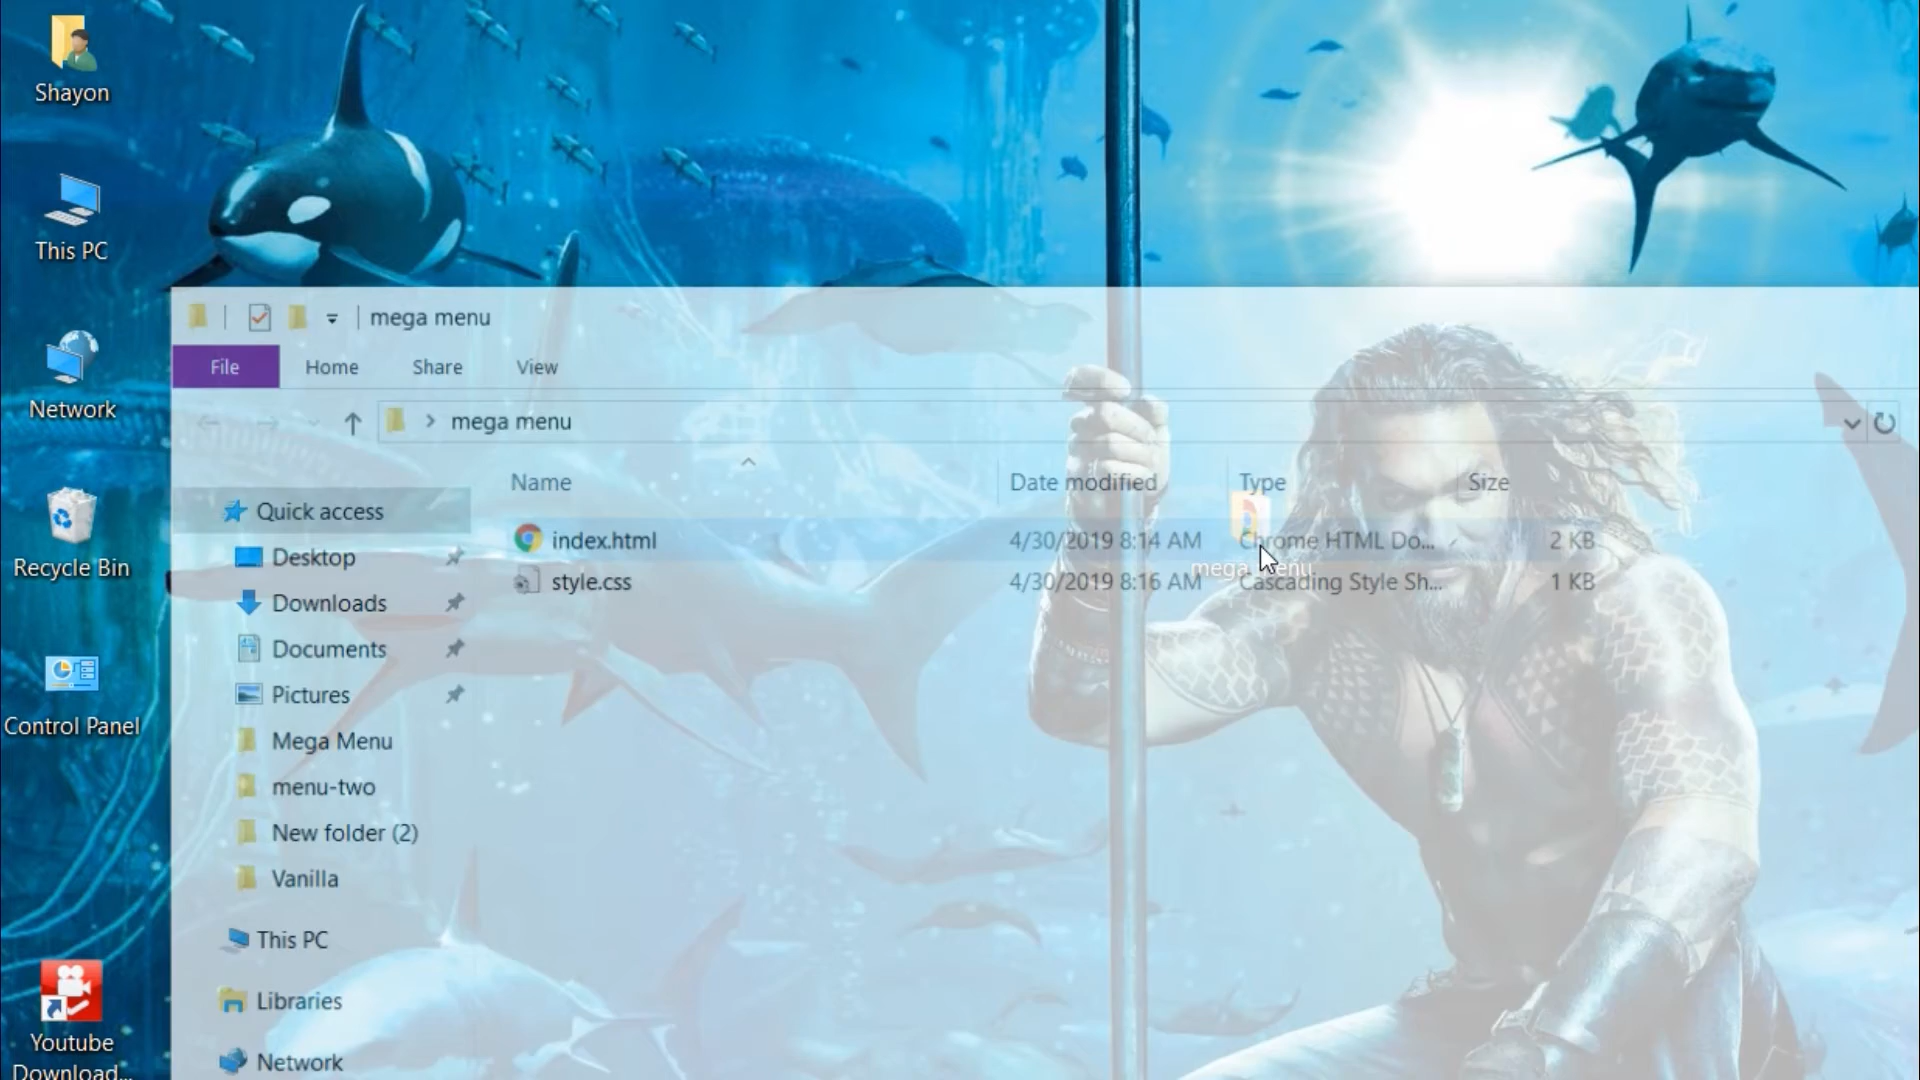 Shayon
This PC
Network
Recycle Bin
Control Panel
Youtube
Download...
mega menu
File Home Share View
mega menu
Name Date modified Type Size
index.html 4/30/2019 8:14 AM Chrome HTML Do... 2 KB
style.css 4/30/2019 8:16 AM Cascading Style Sh... 1 KB
mega menu
Quick access
Desktop
Downloads
Documents
Pictures
Mega Menu
menu-two
New folder (2)
Vanilla
This PC
Libraries
Network